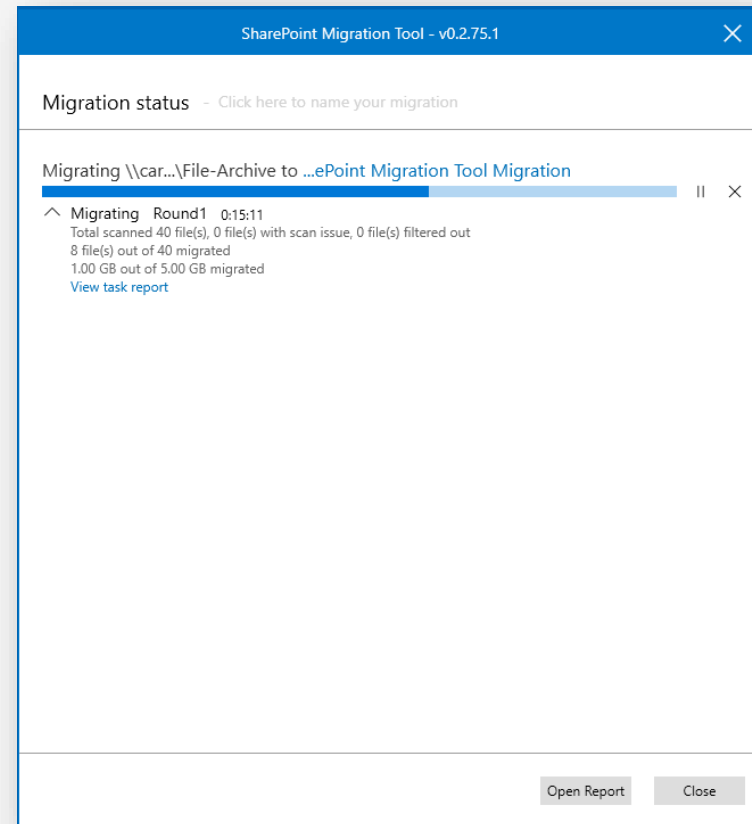 SharePoint Migration Tool - v0.2.75.1
Migration status - Click here to name your migration
Migrating \\car...\File-Archive to ...ePoint Migration Tool Migration
Migrating Round1 0:15:11
Total scanned 40 file(s), 0 file(s) with scan issue, 0 file(s) filtered out
8 file(s) out of 40 migrated
1.00 GB out of 5.00 GB migrated
View task report
Open Report Close